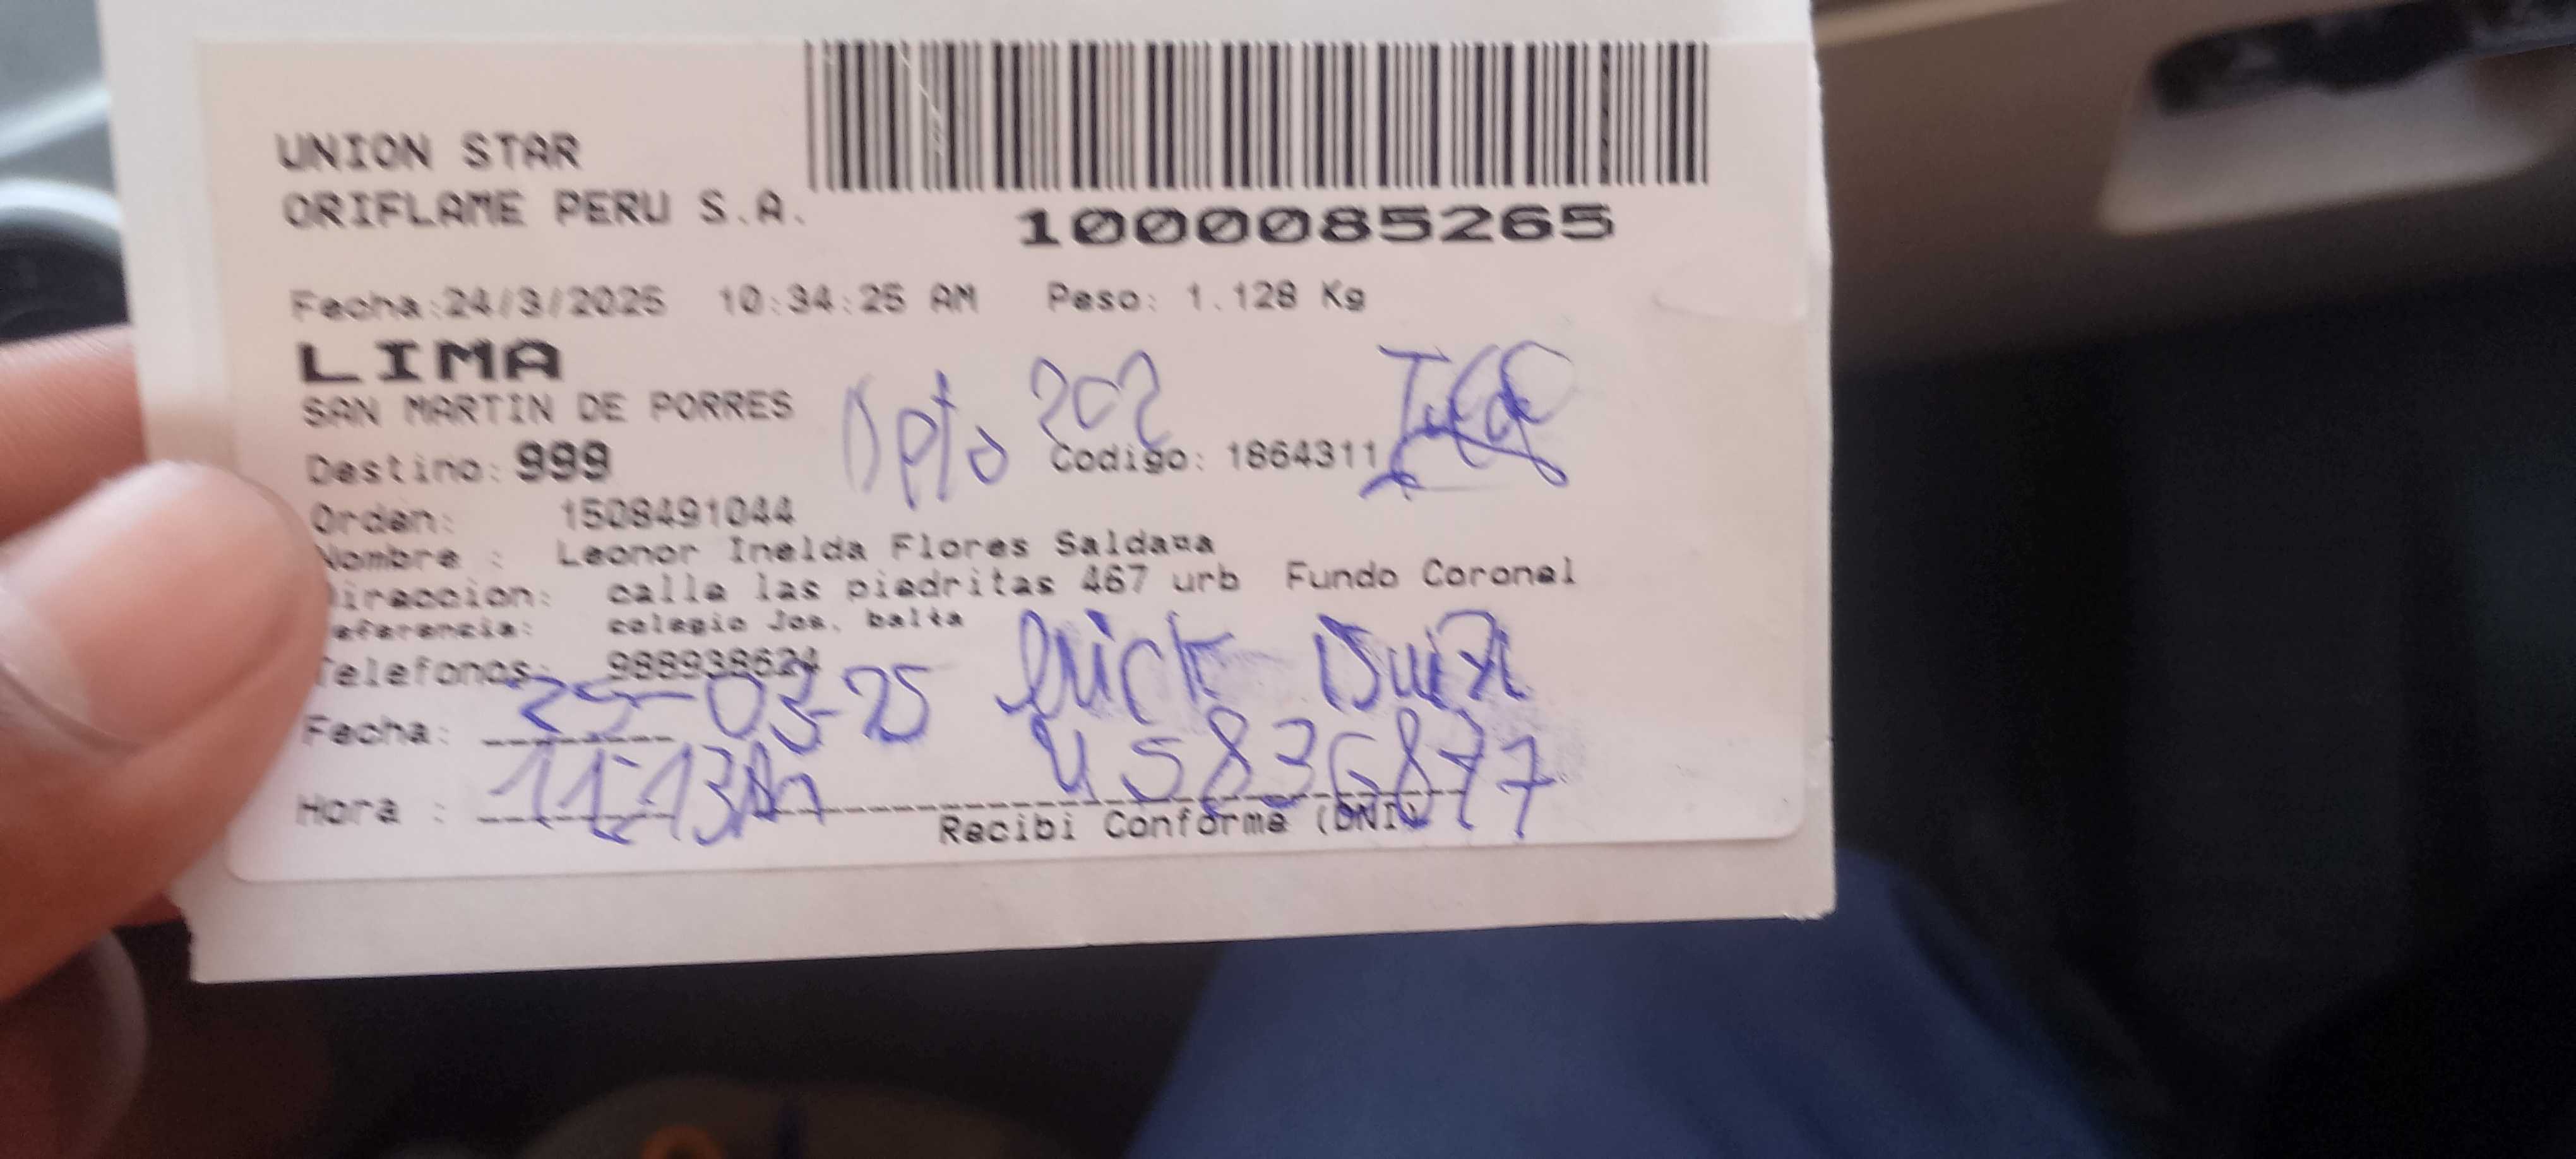 UNION STAR
ORIFLAME PERU S.A.
1000085265
Fecha:24/3/2025 10:34:25 AM Peso: 1.128 Kg
LIMA
SAN MARTIN DE PORRES
Dpto 202
Destino: 999 Codigo: 1864311
Orden: 1508491044
Nombre : Leonor Inelda Flores Saldaña
Direccion: calle las piedritas 467 urb Fundo Coronel
eferencia: colegio Jos. balta
Telefonos: 988938624
Fecha: 25-03-25
45836877
Hora : 11:13Am
Recibi Conforme (DNI)